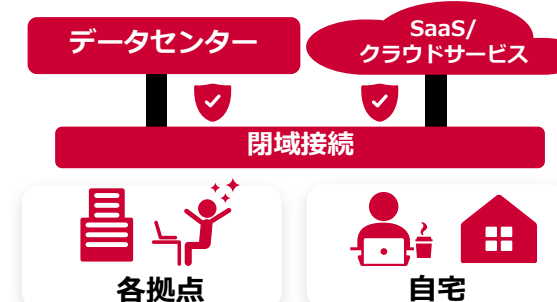 データセンター
SaaS/
クラウドサービス
閉域接続
各拠点
自宅